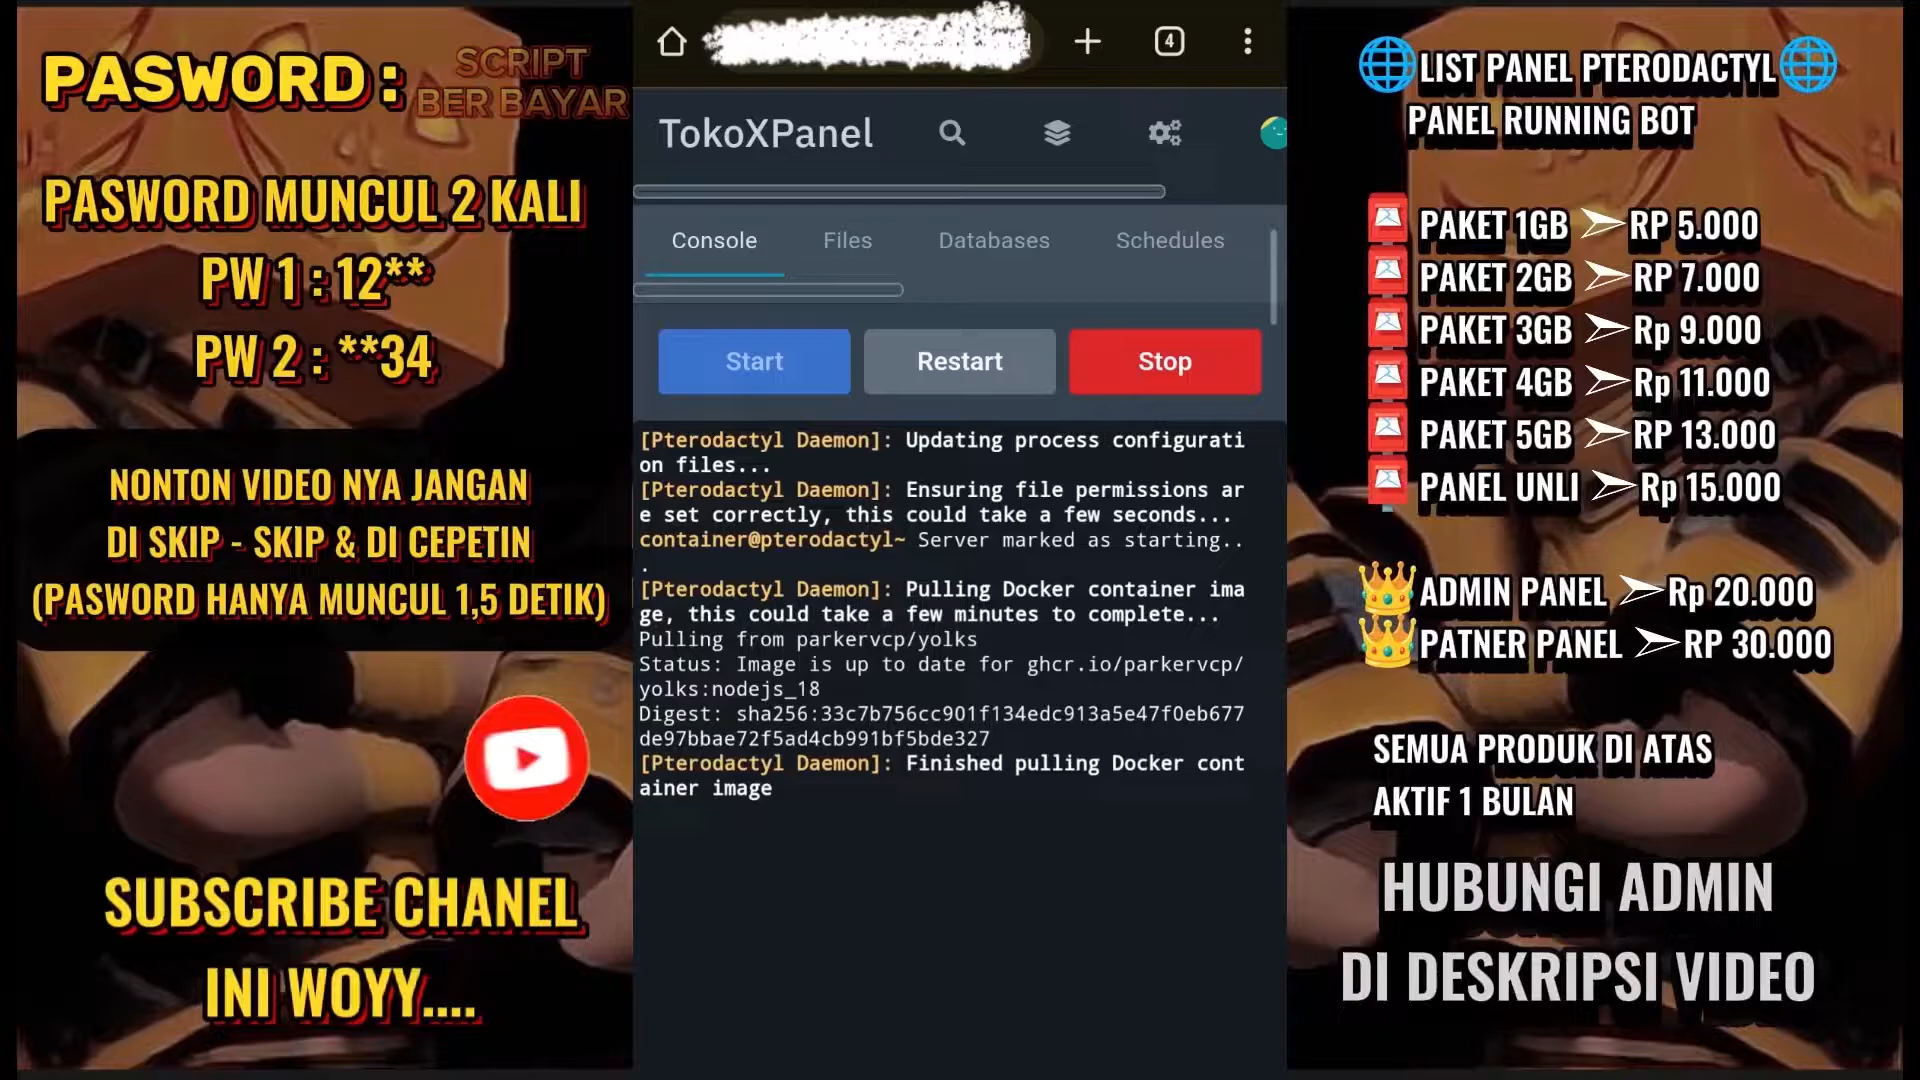 PASWORD :
SCRIPT
BER BAYAR
PASWORD MUNCUL 2 KALI
PW 1 : 12**
PW 2 : **34
NONTON VIDEO NYA JANGAN
DI SKIP - SKIP & DI CEPETIN
(PASWORD HANYA MUNCUL 1,5 DETIK)
SUBSCRIBE CHANEL
INI WOYY....
4
TokoXPanel
Console Files Databases Schedules
Start Restart Stop
[Pterodactyl Daemon]: Updating process configurati
on files...
[Pterodactyl Daemon]: Ensuring file permissions ar
e set correctly, this could take a few seconds...
container@pterodactyl~ Server marked as starting..
.
[Pterodactyl Daemon]: Pulling Docker container ima
ge, this could take a few minutes to complete...
Pulling from parkervcp/yolks
Status: Image is up to date for ghcr.io/parkervcp/
yolks:nodejs_18
Digest: sha256:33c7b756cc901f134edc913a5e47f0eb677
de97bbae72f5ad4cb991bf5bde327
[Pterodactyl Daemon]: Finished pulling Docker cont
ainer image
LIST PANEL PTERODACTYL
PANEL RUNNING BOT
PAKET 1GB ➣RP 5.000
PAKET 2GB ➣RP 7.000
PAKET 3GB ➣Rp 9.000
PAKET 4GB ➣Rp 11.000
PAKET 5GB ➣RP 13.000
PANEL UNLI ➣Rp 15.000
ADMIN PANEL ➣Rp 20.000
PATNER PANEL ➣RP 30.000
SEMUA PRODUK DI ATAS
AKTIF 1 BULAN
HUBUNGI ADMIN
DI DESKRIPSI VIDEO